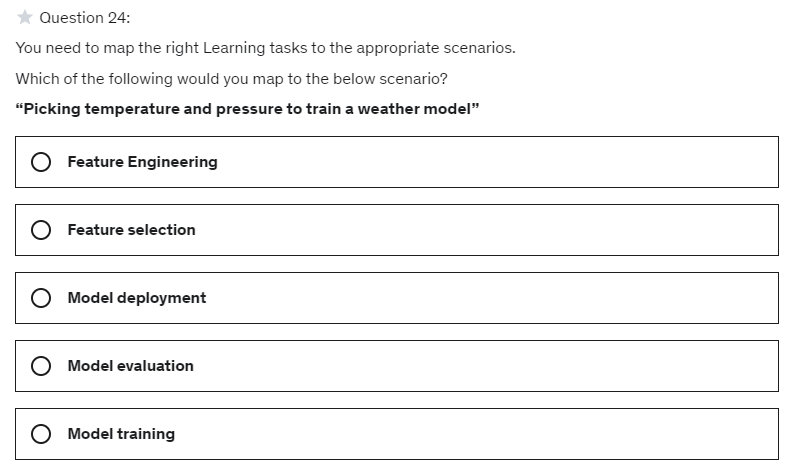 Question 24:
You need to map the right Learning tasks to the appropriate scenarios.
Which of the following would you map to the below scenario?
“Picking temperature and pressure to train a weather model”
Feature Engineering
Feature selection
Model deployment
Model evaluation
Model training